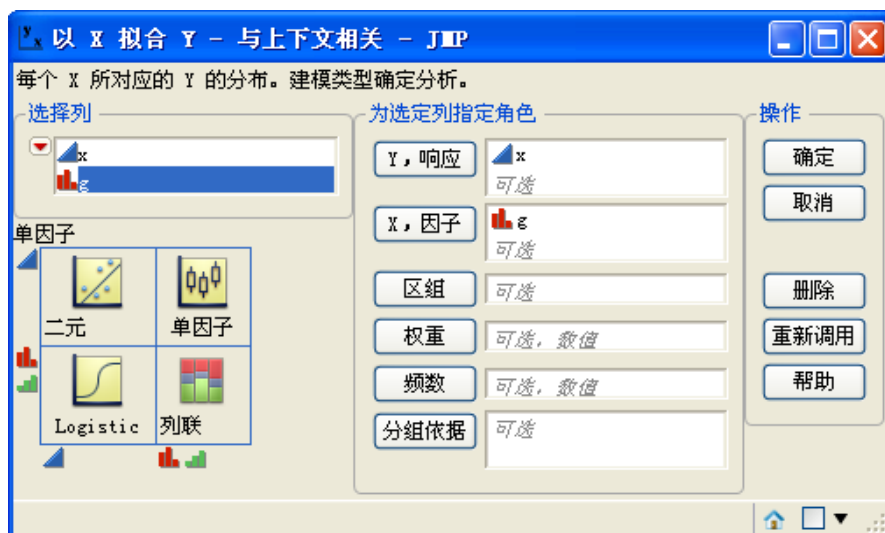 以 X 拟合 Y - 与上下文相关 - JMP
每个 X 所对应的 Y 的分布。建模类型确定分析。
选择列
x
g
单因子
二元
单因子
Logistic
列联
为选定列指定角色
Y，响应
x
可选
X，因子
g
可选
区组
可选
权重
可选，数值
频数
可选，数值
分组依据
可选
操作
确定
取消
删除
重新调用
帮助